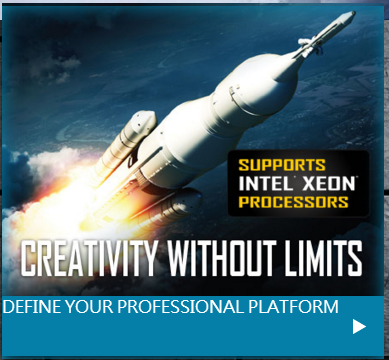 SUPPORTS
INTEL® XEON®
PROCESSORS
CREATIVITY WITHOUT LIMITS
DEFINE YOUR PROFESSIONAL PLATFORM